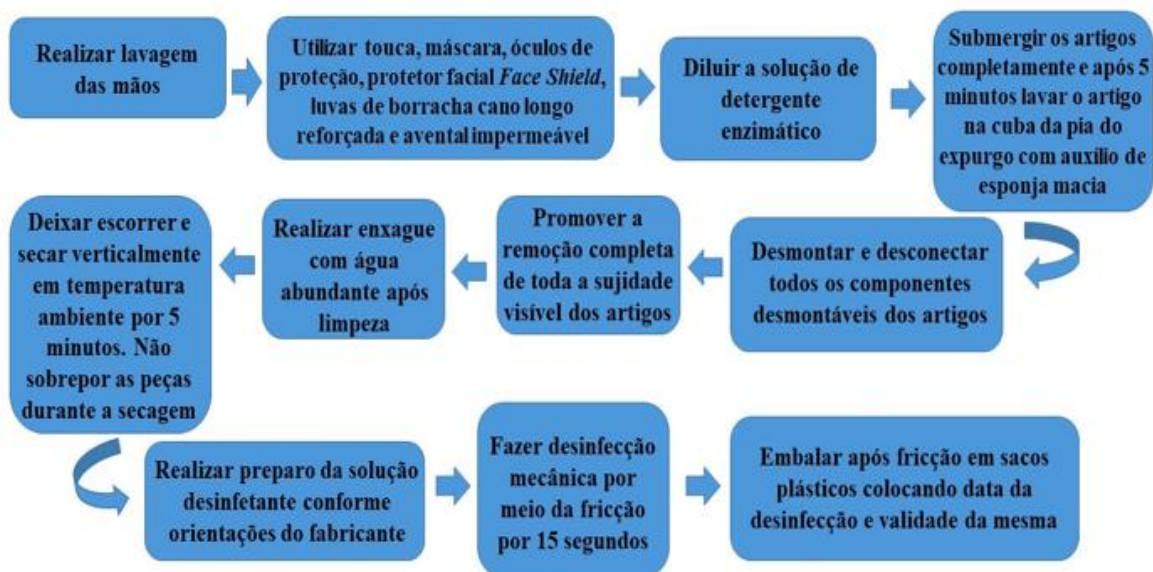 Realizar lavagem
das mãos
Utilizar touca, máscara, óculos de
proteção, protetor facial Face Shield,
luvas de borracha cano longo
reforçada e avental impermeável
Diluir a solução de
detergente
enzimático
Submergir os artigos
completamente e após 5
minutos lavar o artigo
na cuba da pia do
expurgo com auxílio de
esponja macia
Desmontar e desconectar
todos os componentes
desmontáveis dos artigos
Promover a
remoção completa
de toda a sujidade
visível dos artigos
Realizar enxague
com água
abundante após
limpeza
Deixar escorrer e
secar verticalmente
em temperatura
ambiente por 5
minutos. Não
sobrepor as peças
durante a secagem
Realizar preparo da solução
desinfetante conforme
orientações do fabricante
Fazer desinfecção
mecânica por
meio da fricção
por 15 segundos
Embalar após fricção em sacos
plásticos colocando data da
desinfecção e validade da mesma